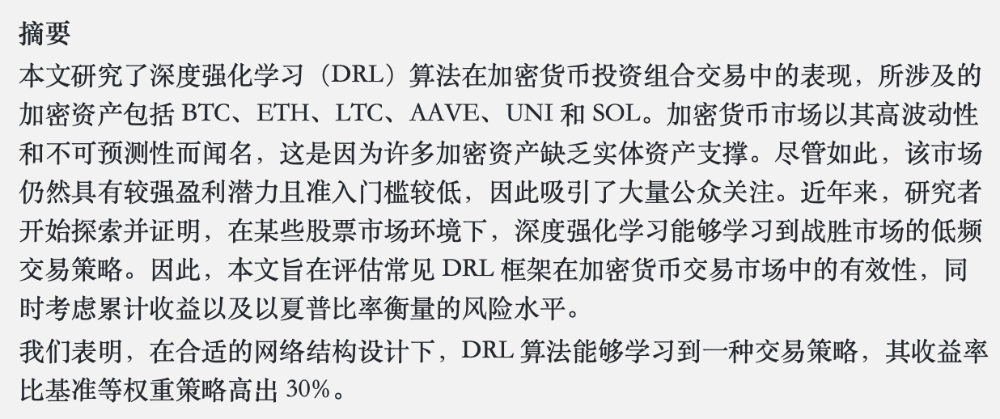 摘要
本文研究了深度强化学习（DRL）算法在加密货币投资组合交易中的表现，所涉及的
加密资产包括 BTC、ETH、LTC、AAVE、UNI 和 SOL。加密货币市场以其高波动性
和不可预测性而闻名，这是因为许多加密资产缺乏实体资产支撑。尽管如此，该市场
仍然具有较强盈利潜力且准入门槛较低，因此吸引了大量公众关注。近年来，研究者
开始探索并证明，在某些股票市场环境下，深度强化学习能够学习到战胜市场的低频
交易策略。因此，本文旨在评估常见 DRL 框架在加密货币交易市场中的有效性，同
时考虑累计收益以及以夏普比率衡量的风险水平。
我们表明，在合适的网络结构设计下，DRL 算法能够学习到一种交易策略，其收益率
比基准等权重策略高出 30%。